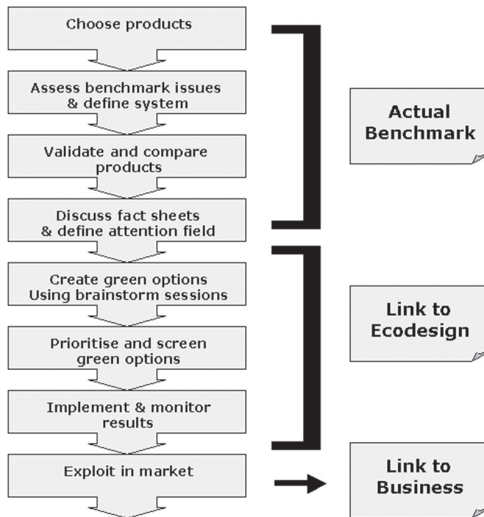 Choose products
Assess benchmark issues
& define system
Validate and compare
products
Discuss fact sheets
& define attention field
Create green options
Using brainstorm sessions
Prioritise and screen
green options
Implement & monitor
results
Exploit in market
Actual
Benchmark
Link to
Ecodesign
Link to
Business